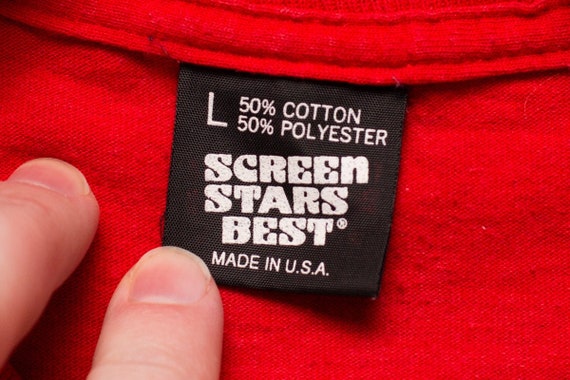 L 50% COTTON
50% POLYESTER
SCREEN
STARS
BEST®
MADE IN U.S.A.